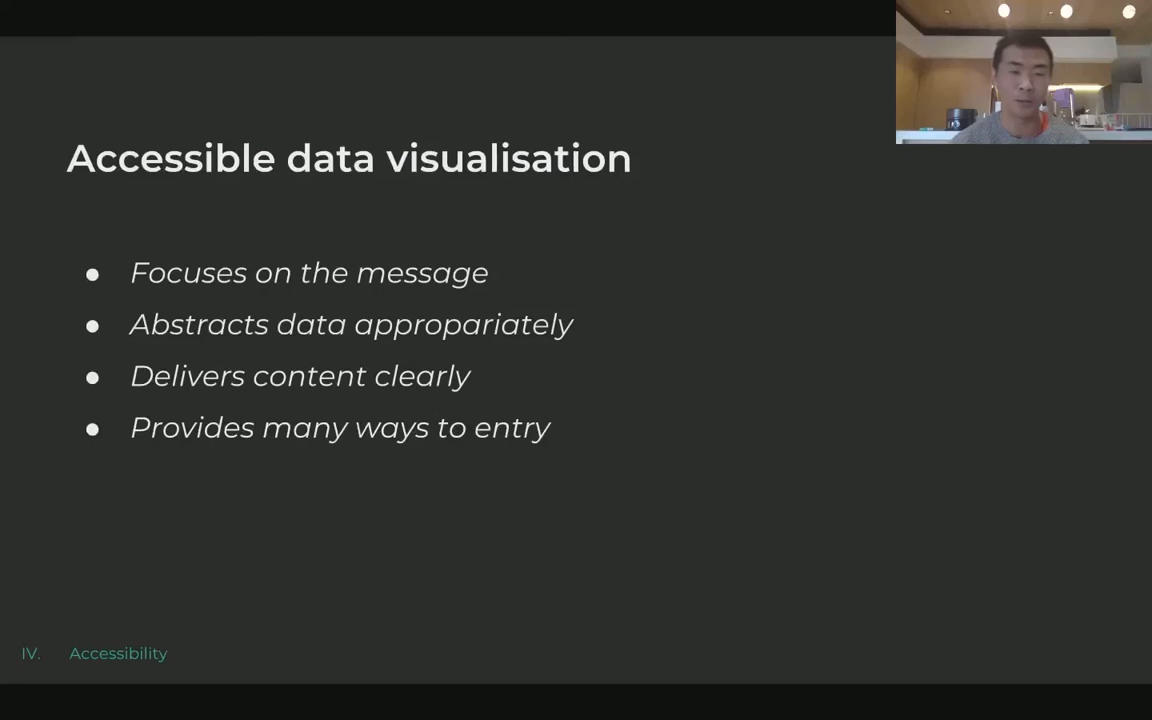 Accessible data visualisation
● Focuses on the message
● Abstracts data appropariately
● Delivers content clearly
● Provides many ways to entry
IV. Accessibility